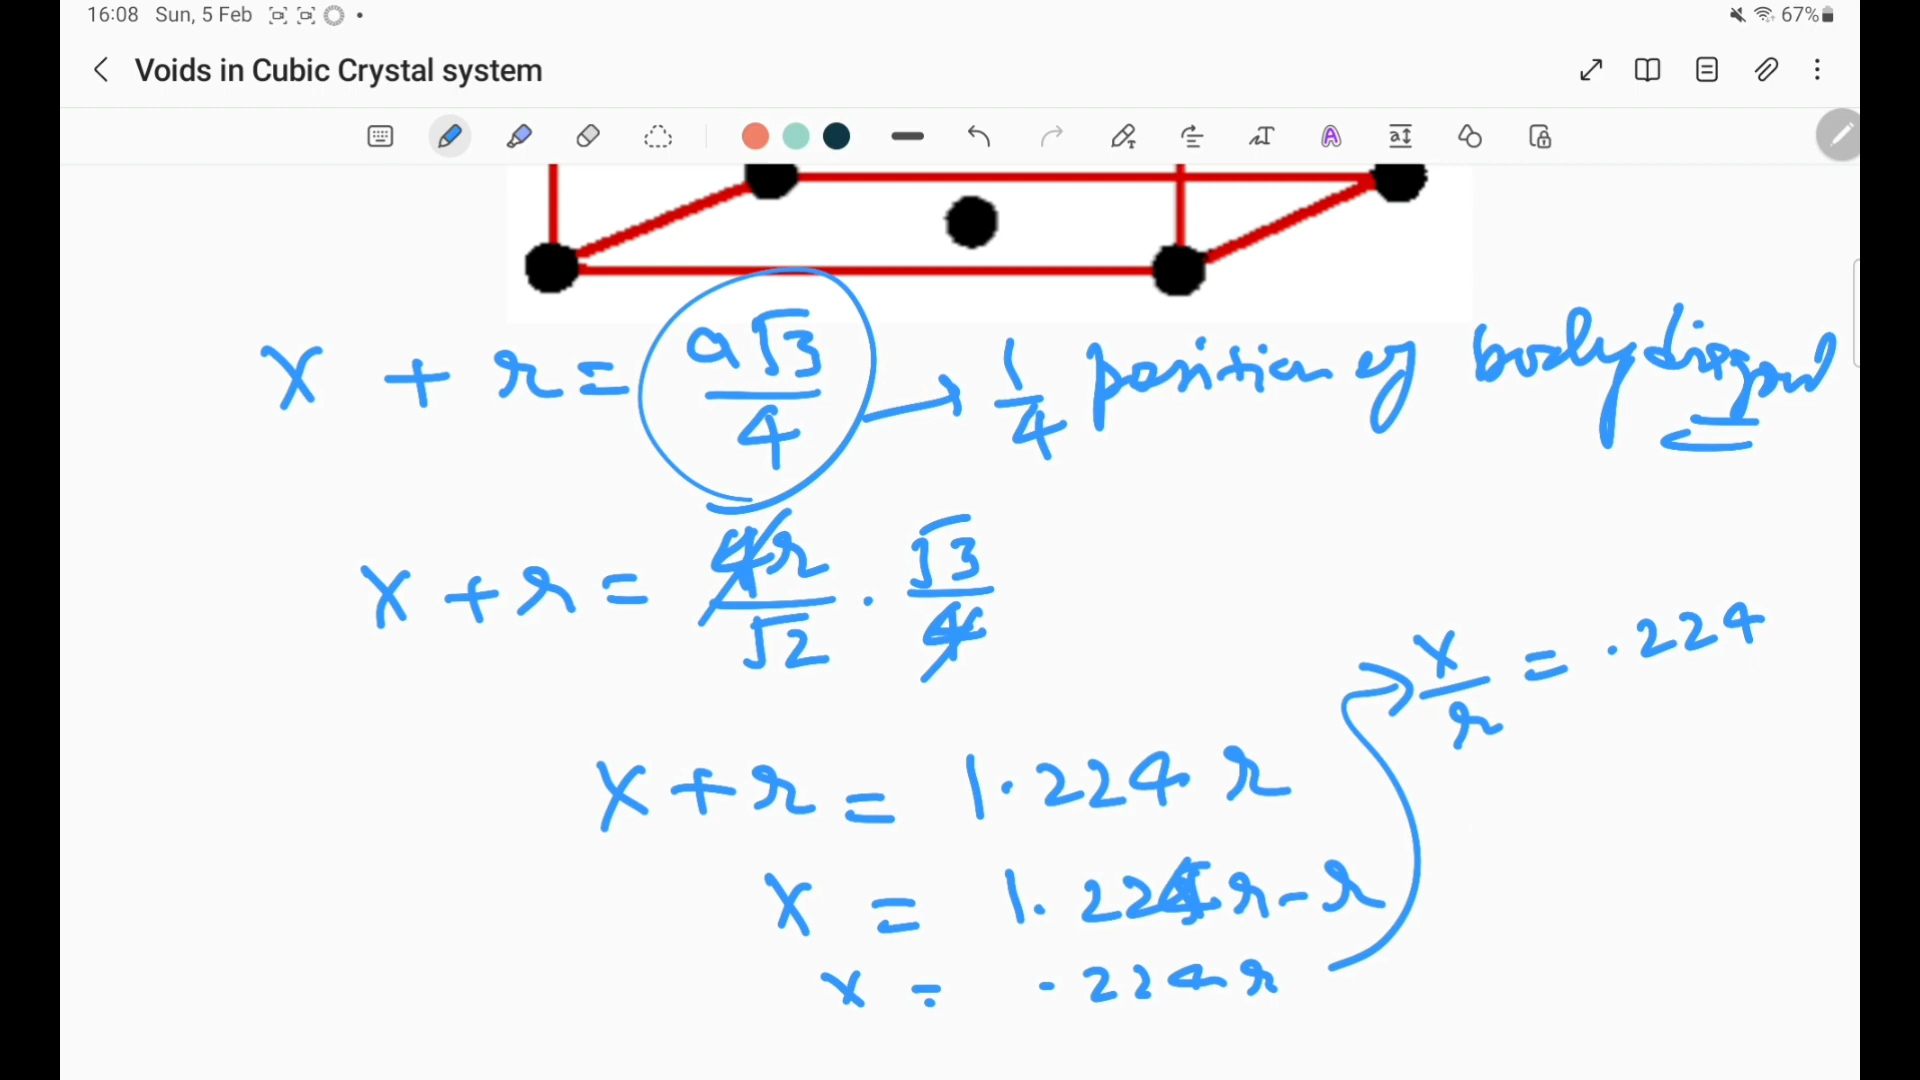 16:08 Sun, 5 Feb 67%
Voids in Cubic Crystal system
x + r = a√3/4 → 1/4 position of body diagonal
x + r = 4r/√2 . √3/4
x/r = .224
x + r = 1.224 r
x = 1.224r - r
x = .224r